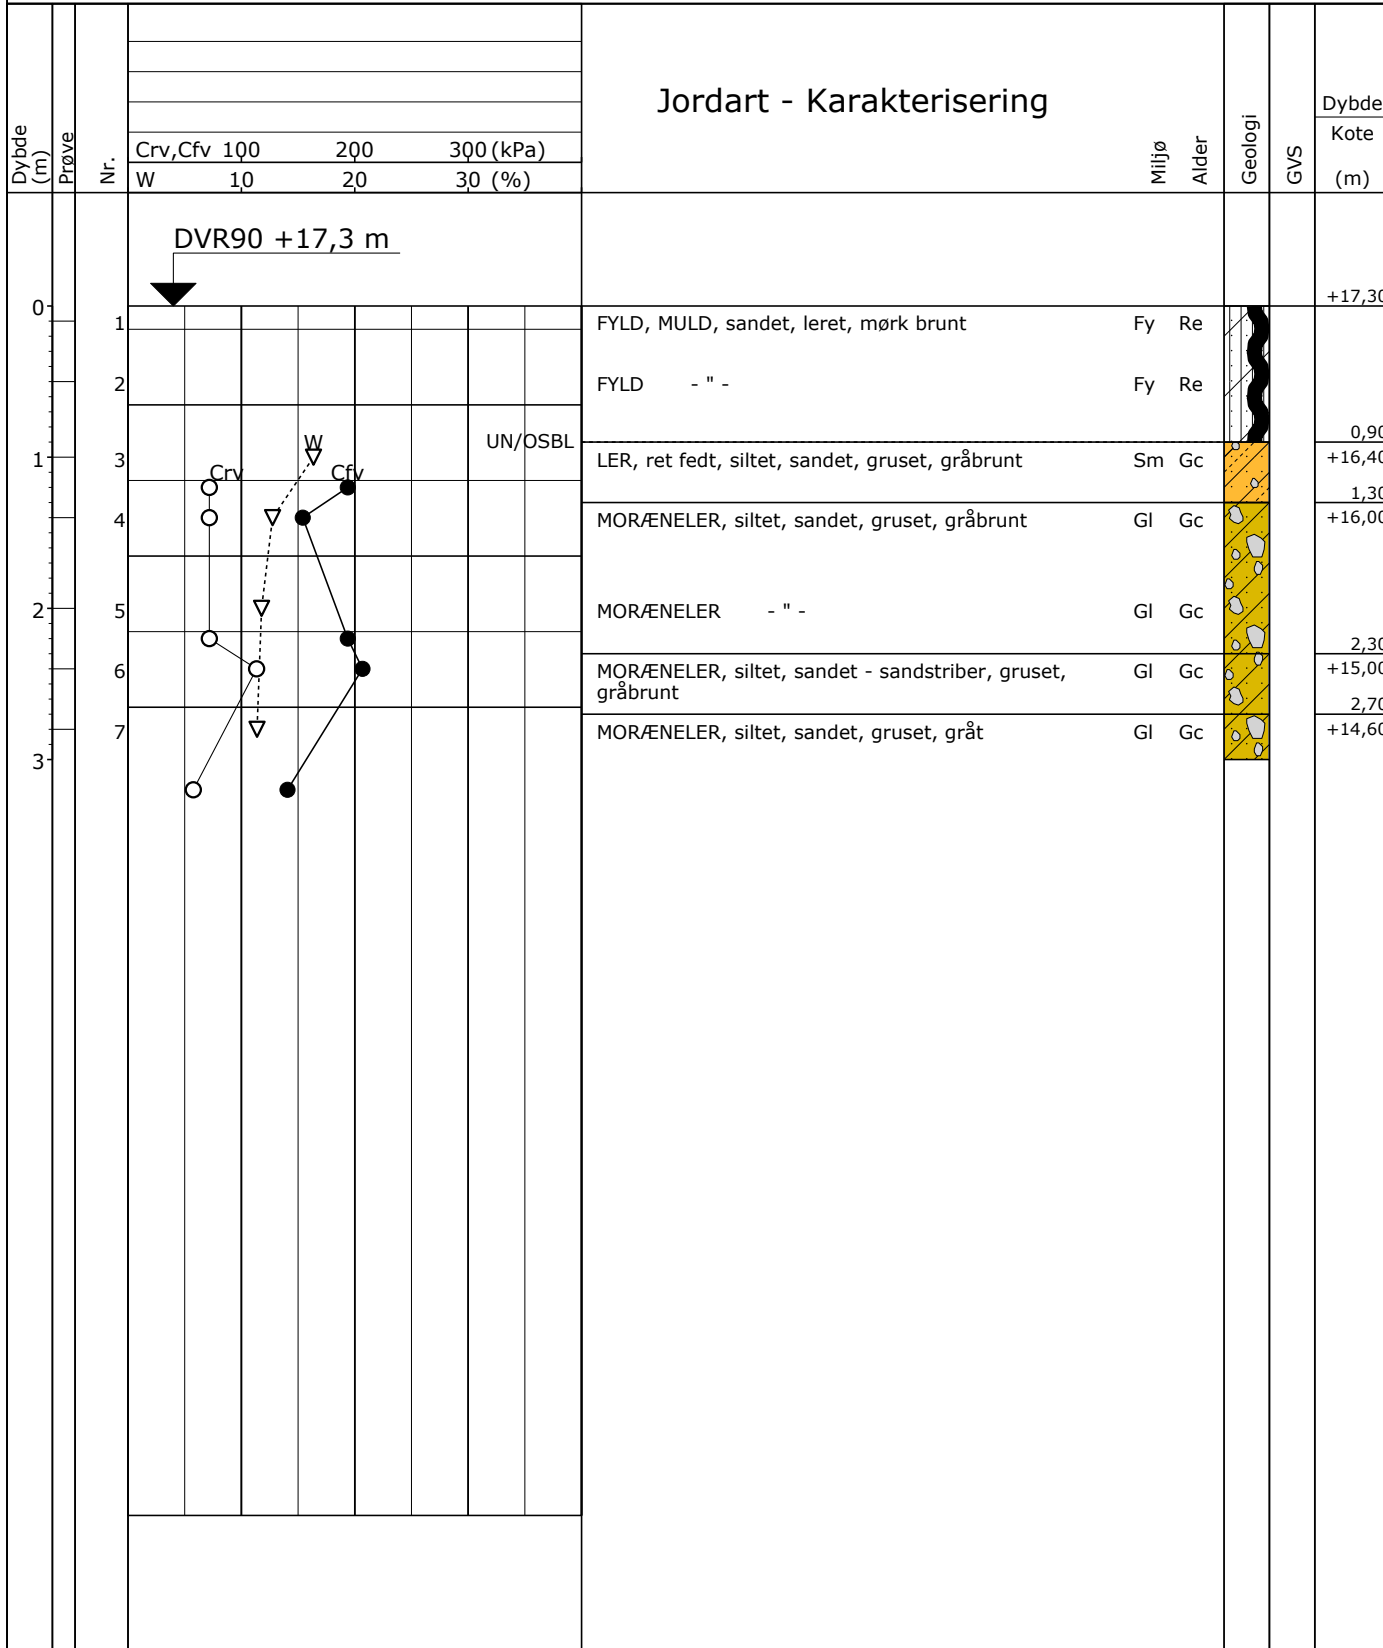 Jordart - Karakterisering
Dybde (m)
Prøve
Nr.
Crv,Cfv 100 200 300 (kPa)
W 10 20 30 (%)
Miljø
Alder
Geologi
GVS
Dybde
Kote
(m)
DVR90 +17,3 m
0 +17,30
1 FYLD, MULD, sandet, leret, mørk brunt Fy Re
2 FYLD - " - Fy Re
0,90
W UN/OSBL
1 3 LER, ret fedt, siltet, sandet, gruset, gråbrunt Sm Gc +16,40
Crv Cfv
1,30
4 MORÆNELER, siltet, sandet, gruset, gråbrunt Gl Gc +16,00
2 5 MORÆNELER - " - Gl Gc
2,30
6 MORÆNELER, siltet, sandet - sandstriber, gruset, Gl Gc +15,00
gråbrunt
2,70
7 MORÆNELER, siltet, sandet, gruset, gråt Gl Gc +14,60
3